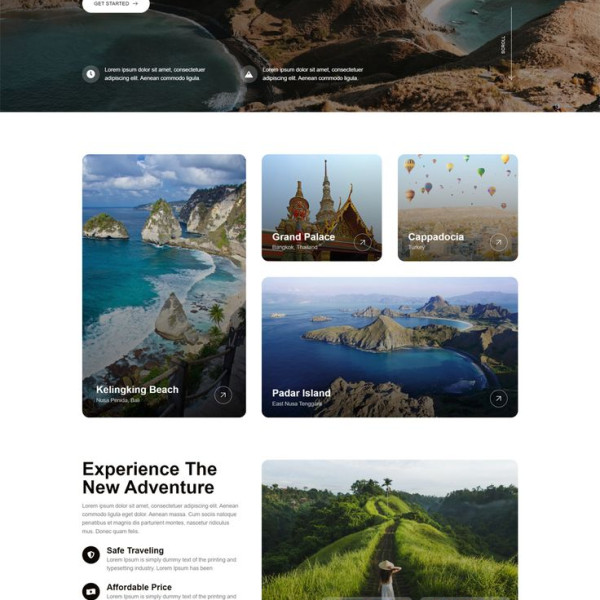 GET STARTED →
Lorem ipsum dolor sit amet, consectetuer
adipiscing elit. Aenean commodo ligula.
Lorem ipsum dolor sit amet, consectetuer
adipiscing elit. Aenean commodo ligula.
SCROLL
Grand Palace
Bangkok, Thailand
Cappadocia
Turkey
Kelingking Beach
Nusa Penida, Bali
Padar Island
East Nusa Tenggara
Experience The
New Adventure
Lorem ipsum dolor sit amet, consectetuer adipiscing elit. Aenean
commodo ligula eget dolor. Aenean massa. Cum sociis natoque
penatibus et magnis dis parturient montes, nascetur ridiculus
mus. Donec quam felis.
Safe Traveling
Lorem Ipsum is simply dummy text of the printing and
typesetting industry. Lorem Ipsum has been
Affordable Price
Lorem Ipsum is simply dummy text of the printing and